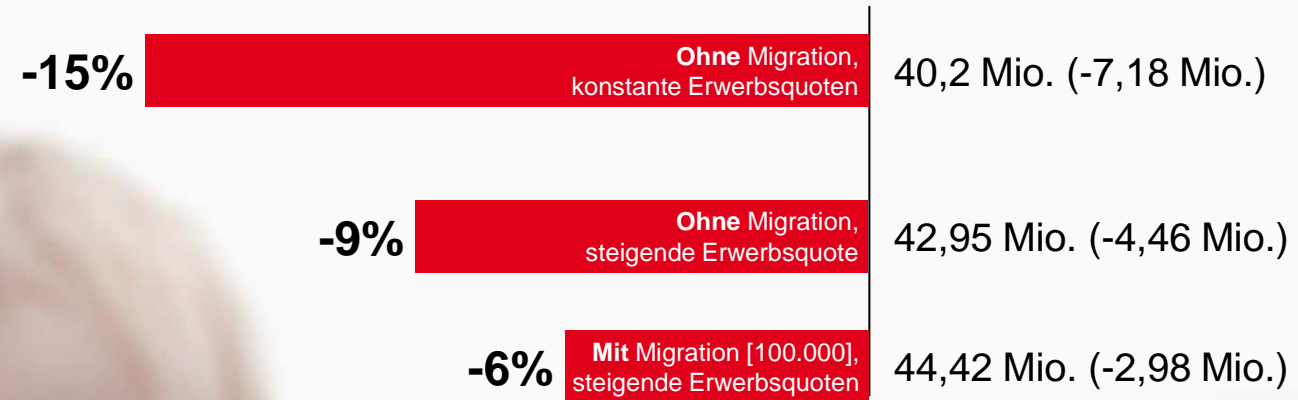 -15%
Ohne Migration,
konstante Erwerbsquoten
40,2 Mio. (-7,18 Mio.)
-9%
Ohne Migration,
steigende Erwerbsquote
42,95 Mio. (-4,46 Mio.)
-6%
Mit Migration [100.000],
steigende Erwerbsquoten
44,42 Mio. (-2,98 Mio.)